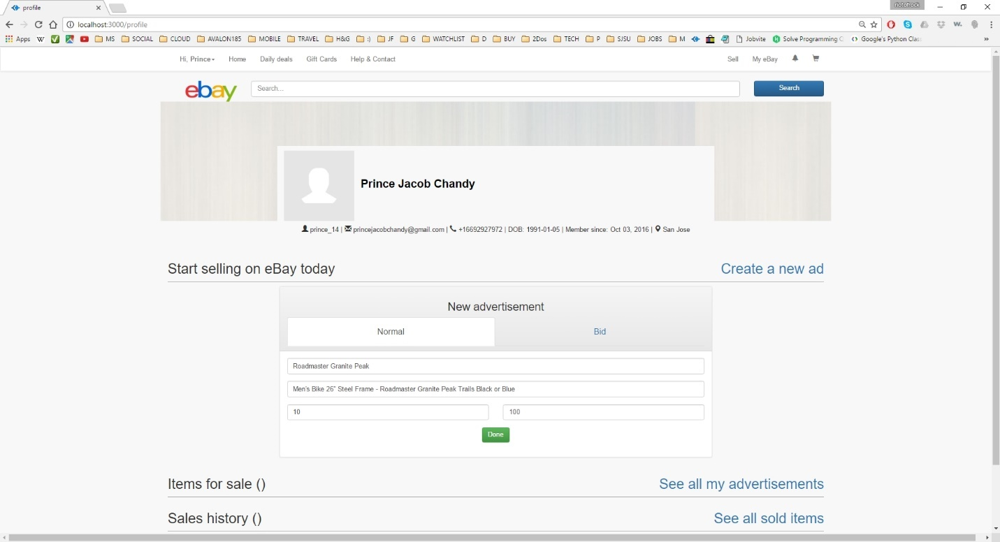 profile
notafrock
localhost:3000/profile
Apps W MS SOCIAL CLOUD AVALON185 MOBILE TRAVEL H&G :) JF G WATCHLIST D BUY 2Dos TECH P SJSU JOBS M Jobvite Solve Programming Google's Python Clas »
Hi, Prince Home Daily deals Gift Cards Help & Contact Sell My eBay
ebay Search... Search
Prince Jacob Chandy
prince_14 | princejacobchandy@gmail.com | +16692927972 | DOB: 1991-01-05 | Member since: Oct 03, 2016 | San Jose
Start selling on eBay today Create a new ad
New advertisement
Normal Bid
Roadmaster Granite Peak
Men's Bike 26" Steel Frame - Roadmaster Granite Peak Trails Black or Blue
10 100
Done
Items for sale () See all my advertisements
Sales history () See all sold items